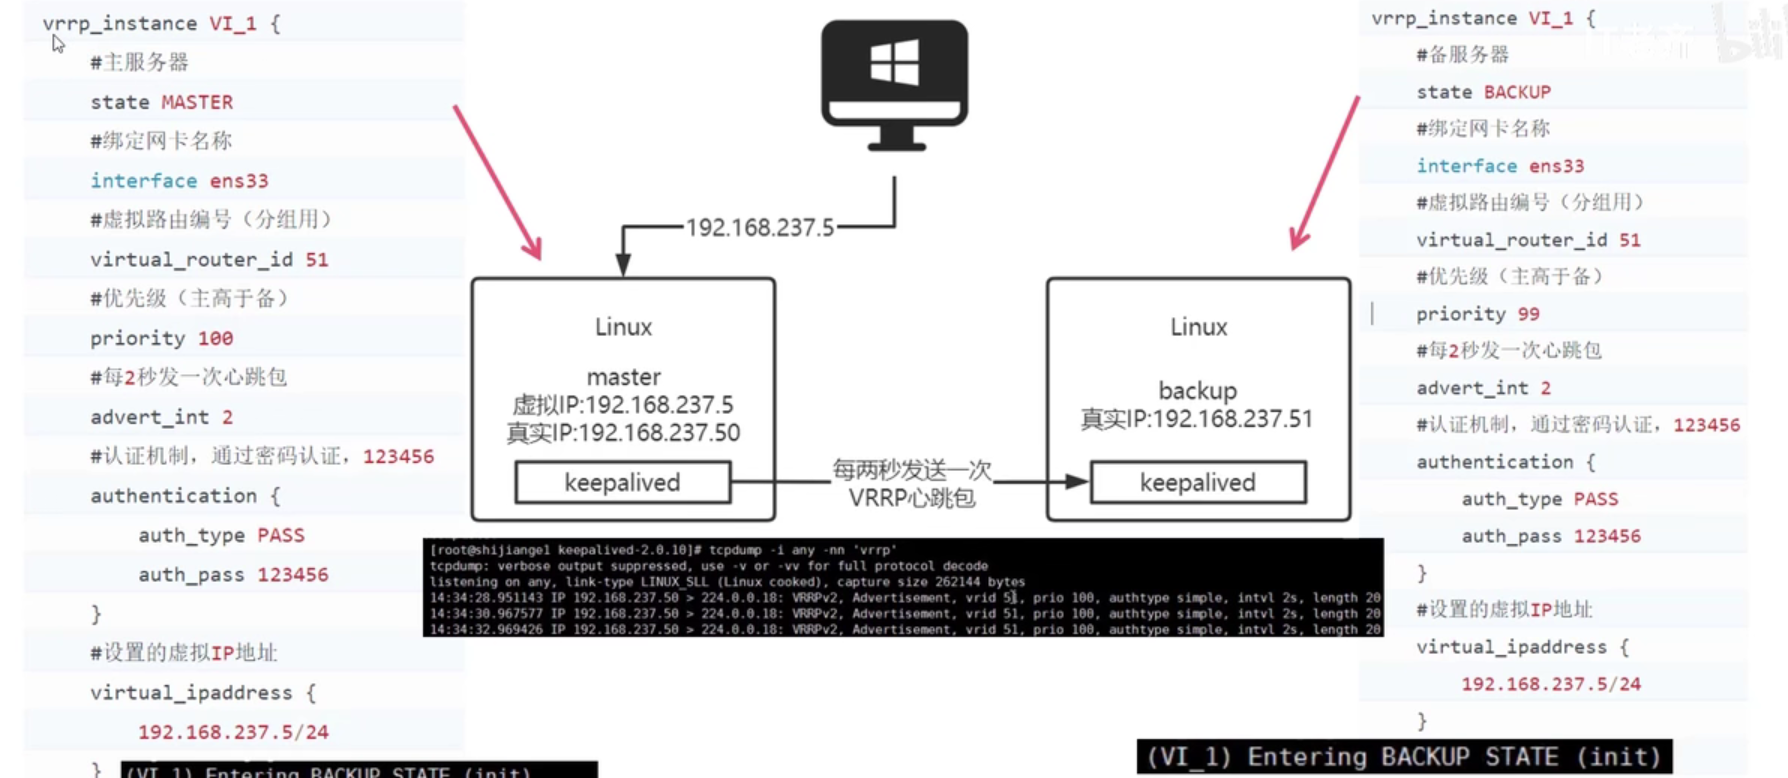 vrrp_instance VI_1 {
#主服务器
state MASTER
#绑定网卡名称
interface ens33
#虚拟路由编号（分组用）
virtual_router_id 51
#优先级（主高于备）
priority 100
#每2秒发一次心跳包
advert_int 2
#认证机制，通过密码认证，123456
authentication {
auth_type PASS
auth_pass 123456
}
#设置的虚拟IP地址
virtual_ipaddress {
192.168.237.5/24
}
(VI_1) Entering BACKUP STATE (init)
192.168.237.5
Linux
master
虚拟IP:192.168.237.5
真实IP:192.168.237.50
keepalived
每两秒发送一次
VRRP心跳包
Linux
backup
真实IP:192.168.237.51
keepalived
[root@shijiange1 keepalived-2.0.10]# tcpdump -i any -nn 'vrrp'
tcpdump: verbose output suppressed, use -v or -vv for full protocol decode
listening on any, link-type LINUX_SLL (Linux cooked), capture size 262144 bytes
14:34:28.951143 IP 192.168.237.50 > 224.0.0.18: VRRPv2, Advertisement, vrid 51, prio 100, authtype simple, intvl 2s, length 20
14:34:30.967577 IP 192.168.237.50 > 224.0.0.18: VRRPv2, Advertisement, vrid 51, prio 100, authtype simple, intvl 2s, length 20
14:34:32.969426 IP 192.168.237.50 > 224.0.0.18: VRRPv2, Advertisement, vrid 51, prio 100, authtype simple, intvl 2s, length 20
vrrp_instance VI_1 {
#备服务器
state BACKUP
#绑定网卡名称
interface ens33
#虚拟路由编号（分组用）
virtual_router_id 51
#优先级（主高于备）
priority 99
#每2秒发一次心跳包
advert_int 2
#认证机制，通过密码认证，123456
authentication {
auth_type PASS
auth_pass 123456
}
#设置的虚拟IP地址
virtual_ipaddress {
192.168.237.5/24
}
(VI_1) Entering BACKUP STATE (init)